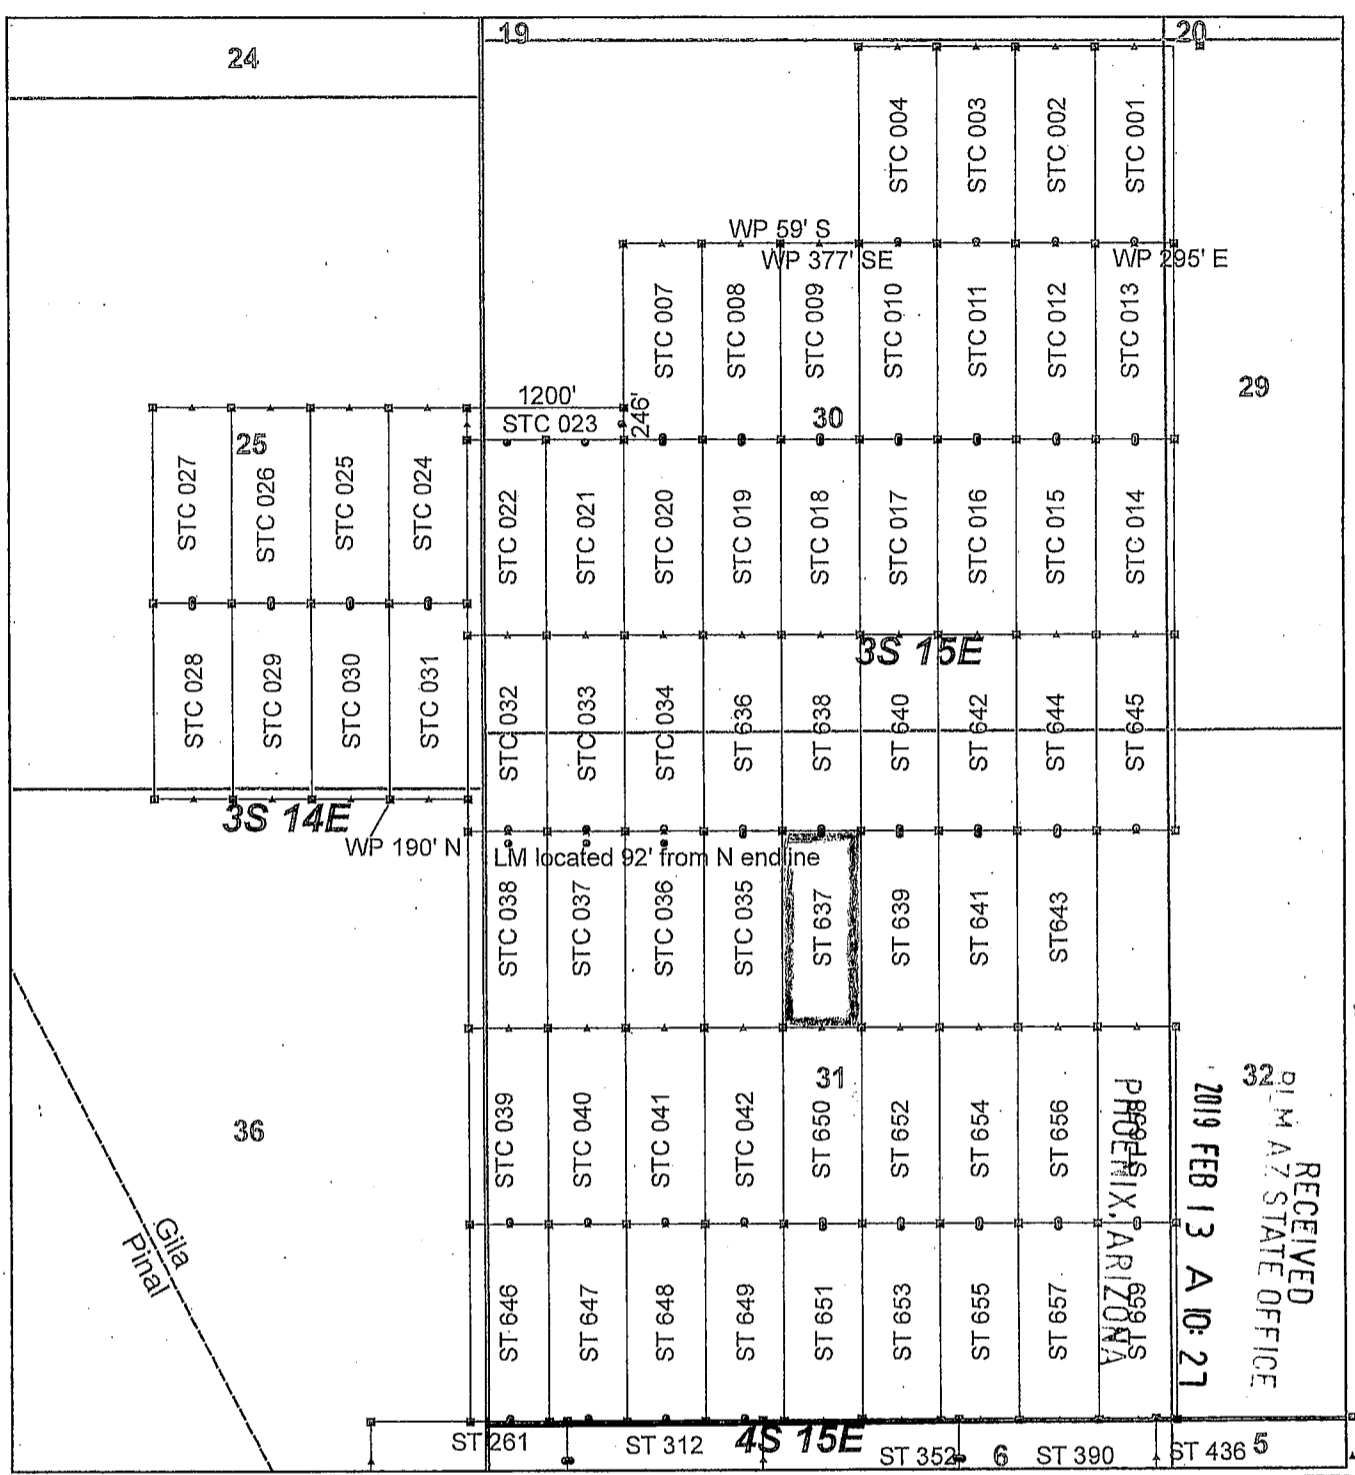 19
20
24
STC 004
STC 003
STC 002
STC 001
WP 59' S
WP 377' SE
WP 295' E
STC 007
STC 008
STC 009
STC 010
STC 011
STC 012
STC 013
29
1200'
246'
STC 023
30
25
STC 027
STC 026
STC 025
STC 024
STC 022
STC 021
STC 020
STC 019
STC 018
STC 017
STC 016
STC 015
STC 014
3S 15E
STC 028
STC 029
STC 030
STC 031
STC 032
STC 033
STC 034
ST 636
ST 638
ST 640
ST 642
ST 644
ST 645
3S 14E
WP 190' N
LM located 92' from N endline
STC 038
STC 037
STC 036
STC 035
ST 637
ST 639
ST 641
ST643
31
32
36
STC 039
STC 040
STC 041
STC 042
ST 650
ST 652
ST 654
ST 656
ST 658
Gila
Pinal
ST 646
ST 647
ST 648
ST 649
ST 651
ST 653
ST 655
ST 657
ST 659
RECEIVED
BLM AZ STATE OFFICE
2019 FEB 13 A 10: 27
PHOENIX, ARIZONA
ST 261
ST 312
4S 15E
ST 352
6
ST 390
ST 436
5